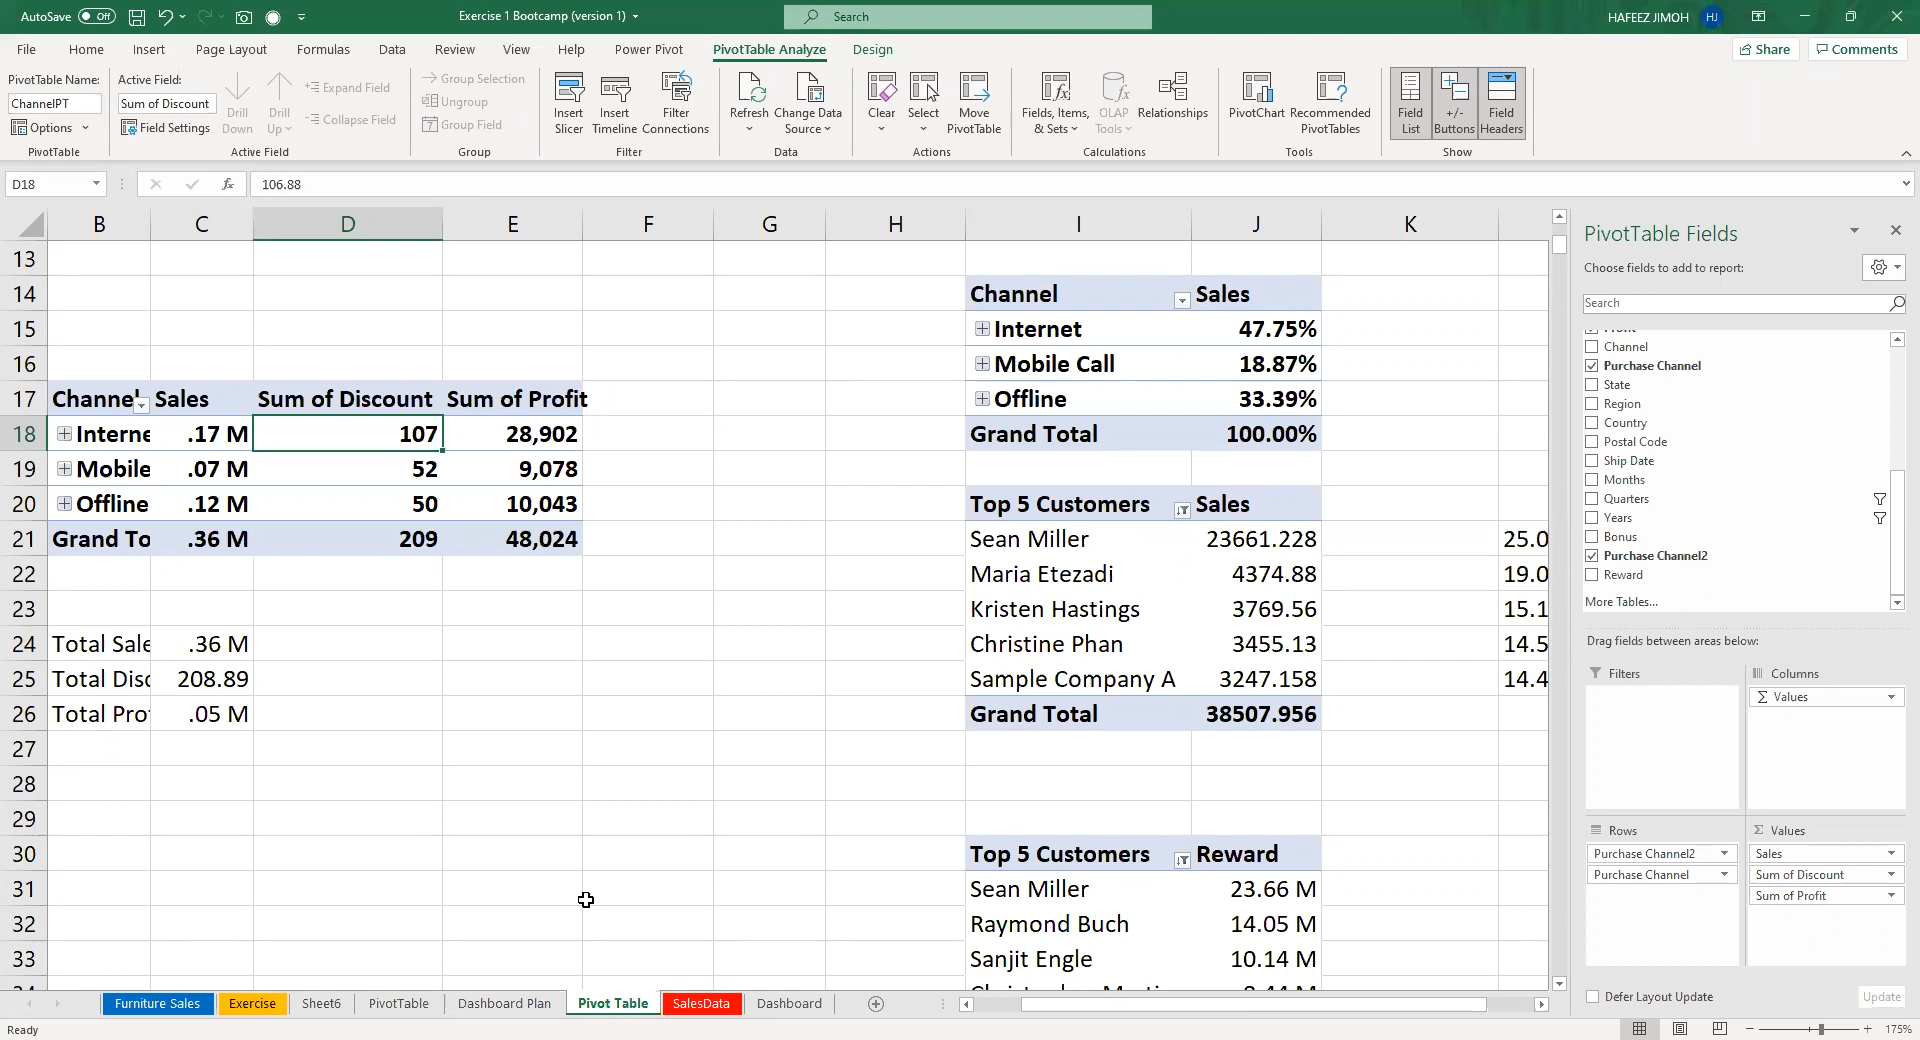 AutoSave Off
Exercise 1 Bootcamp (version 1)
Search
HAFEEZ JIMOH HJ
File Home Insert Page Layout Formulas Data Review View Help Power Pivot PivotTable Analyze Design
Share Comments
PivotTable Name:
ChannelPT
Options
PivotTable
Active Field:
Sum of Discount
Field Settings
Drill Down
Drill Up
Expand Field
Collapse Field
Active Field
Group Selection
Ungroup
Group Field
Group
Insert Slicer
Insert Timeline
Filter Connections
Filter
Refresh
Change Data Source
Data
Clear
Select
Move PivotTable
Actions
Fields, Items, & Sets
OLAP Tools
Relationships
Calculations
PivotChart
Recommended PivotTables
Tools
Field List
+/- Buttons
Field Headers
Show
D18
fx
106.88
B C D E F G H I J K
13
14 Channel Sales
15 Internet 47.75%
16 Mobile Call 18.87%
17 Channel Sales Sum of Discount Sum of Profit Offline 33.39%
18 Interne .17 M 107 28,902 Grand Total 100.00%
19 Mobile .07 M 52 9,078
20 Offline .12 M 50 10,043 Top 5 Customers Sales
21 Grand To .36 M 209 48,024 Sean Miller 23661.228 25.0
22 Maria Etezadi 4374.88 19.0
23 Kristen Hastings 3769.56 15.1
24 Total Sale .36 M Christine Phan 3455.13 14.5
25 Total Disc 208.89 Sample Company A 3247.158 14.4
26 Total Pro .05 M Grand Total 38507.956
27
28
29
30 Top 5 Customers Reward
31 Sean Miller 23.66 M
32 Raymond Buch 14.05 M
33 Sanjit Engle 10.14 M
PivotTable Fields
Choose fields to add to report:
Search
Channel
Purchase Channel
State
Region
Country
Postal Code
Ship Date
Months
Quarters
Years
Bonus
Purchase Channel2
Reward
More Tables...
Drag fields between areas below:
Filters
Columns
Σ Values
Rows
Purchase Channel2
Purchase Channel
Σ Values
Sales
Sum of Discount
Sum of Profit
Defer Layout Update
Update
Furniture Sales Exercise Sheet6 PivotTable Dashboard Plan Pivot Table SalesData Dashboard
Ready
175%